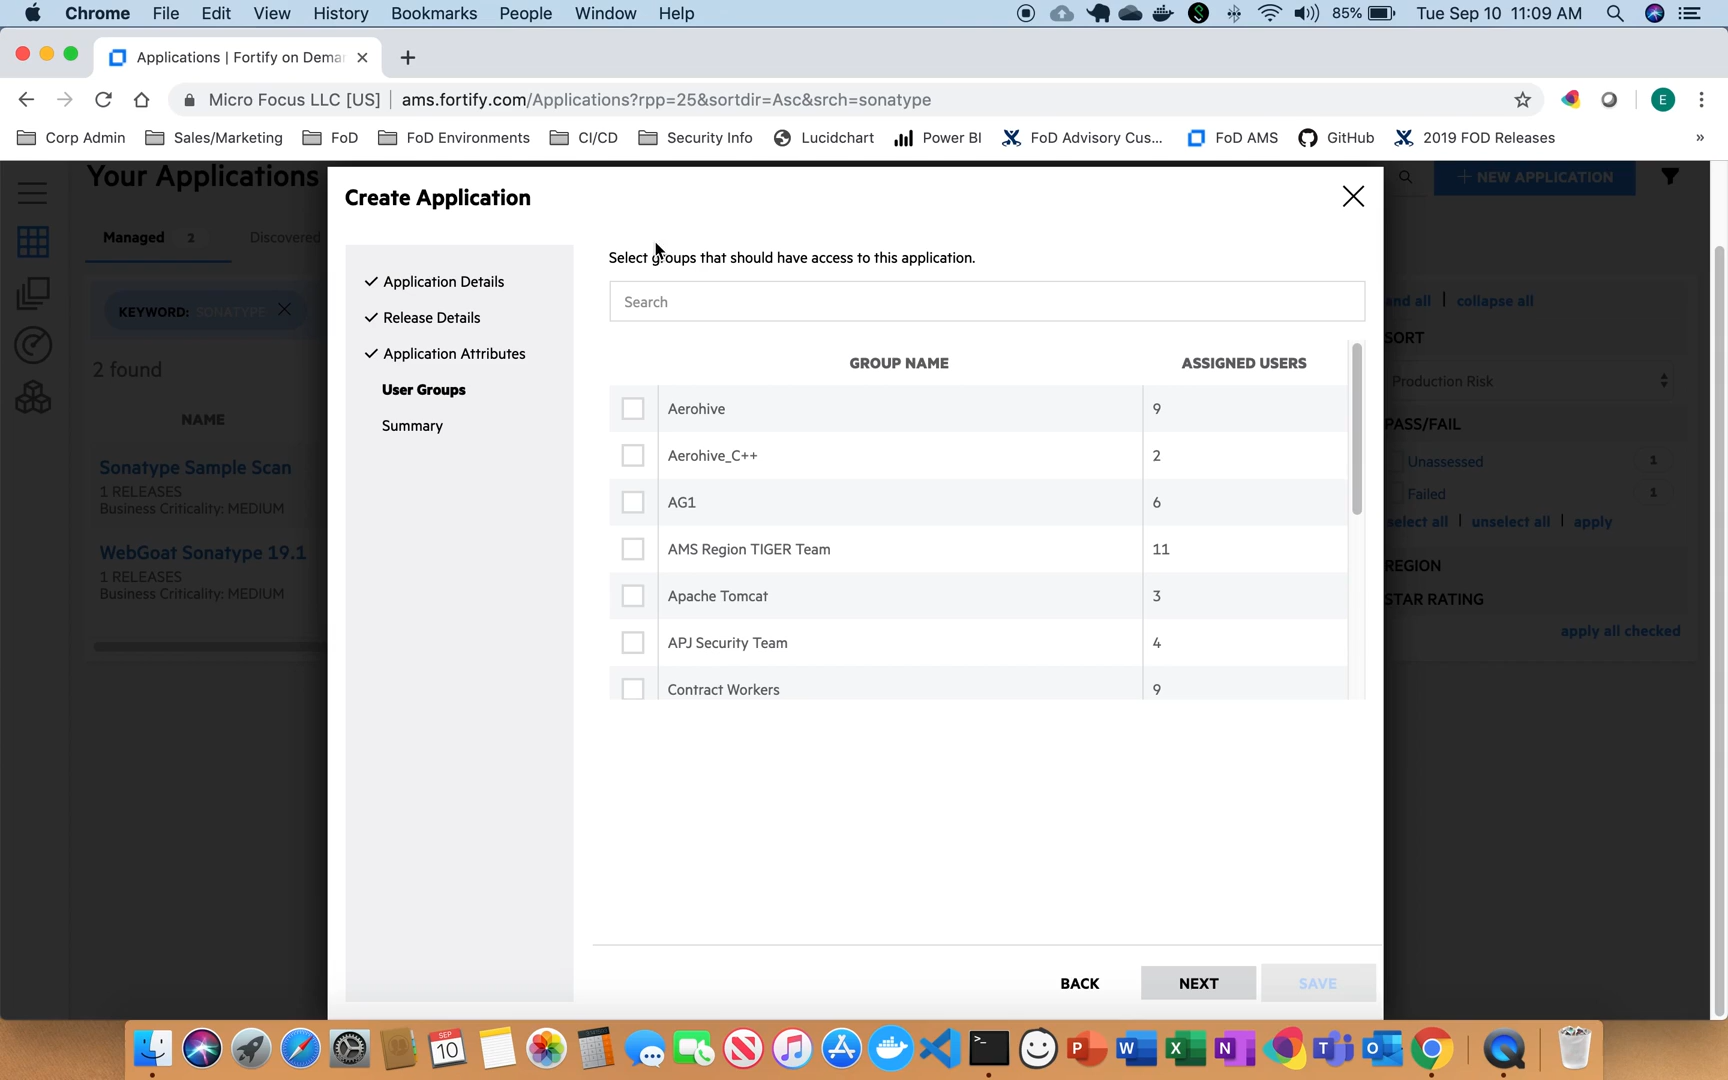 Chrome File Edit View History Bookmarks People Window Help 85% Tue Sep 10 11:09 AM
Applications | Fortify on Demar
Micro Focus LLC [US] | ams.fortify.com/Applications?rpp=25&sortdir=Asc&srch=sonatype
E
Corp Admin Sales/Marketing FoD FoD Environments CI/CD Security Info Lucidchart Power BI FoD Advisory Cus... FoD AMS GitHub 2019 FOD Releases »
Your Applications
+ NEW APPLICATION
Create Application
Managed 2 Discovered
Select groups that should have access to this application.
Application Details
Search
KEYWORD: SONATYPE
and all | collapse all
Release Details
SORT
Application Attributes
GROUP NAME ASSIGNED USERS
2 found
Production Risk
User Groups
Aerohive 9
NAME
Summary
PASS/FAIL
Aerohive_C++ 2
Unassessed 1
Sonatype Sample Scan
1 RELEASES
Business Criticality: MEDIUM
AG1 6
Failed 1
select all | unselect all | apply
WebGoat Sonatype 19.1
1 RELEASES
Business Criticality: MEDIUM
AMS Region TIGER Team 11
REGION
Apache Tomcat 3
STAR RATING
APJ Security Team 4
apply all checked
Contract Workers 9
BACK NEXT SAVE
SEP
10
P W X N T O